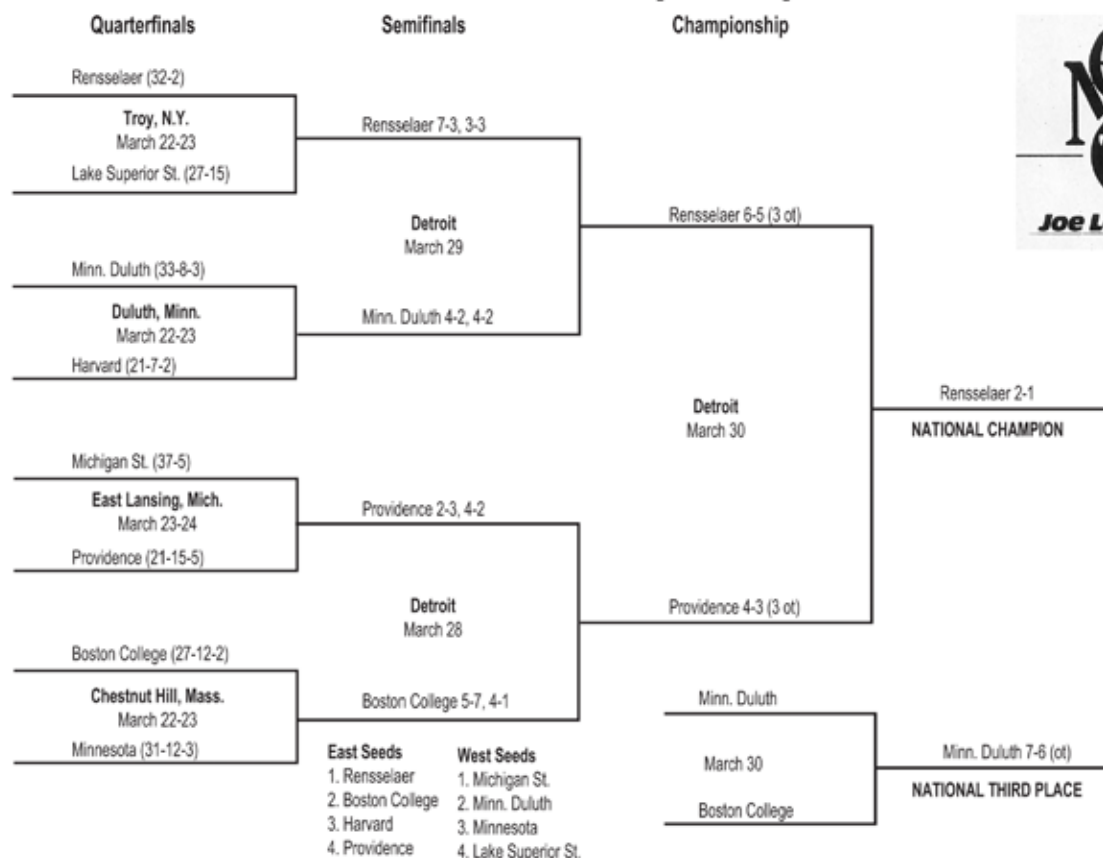 Quarterfinals
Semifinals
Championship
Rensselaer (32-2)
Troy, N.Y.
March 22-23
Lake Superior St. (27-15)
Minn. Duluth (33-8-3)
Duluth, Minn.
March 22-23
Harvard (21-7-2)
Michigan St. (37-5)
East Lansing, Mich.
March 23-24
Providence (21-15-5)
Boston College (27-12-2)
Chestnut Hill, Mass.
March 22-23
Minnesota (31-12-3)
Rensselaer 7-3, 3-3
Detroit
March 29
Minn. Duluth 4-2, 4-2
Providence 2-3, 4-2
Detroit
March 28
Boston College 5-7, 4-1
Rensselaer 6-5 (3 ot)
Detroit
March 30
Providence 4-3 (3 ot)
Rensselaer 2-1
NATIONAL CHAMPION
Minn. Duluth
March 30
Boston College
Minn. Duluth 7-6 (ot)
NATIONAL THIRD PLACE
East Seeds
1. Rensselaer
2. Boston College
3. Harvard
4. Providence
West Seeds
1. Michigan St.
2. Minn. Duluth
3. Minnesota
4. Lake Superior St.
Joe L